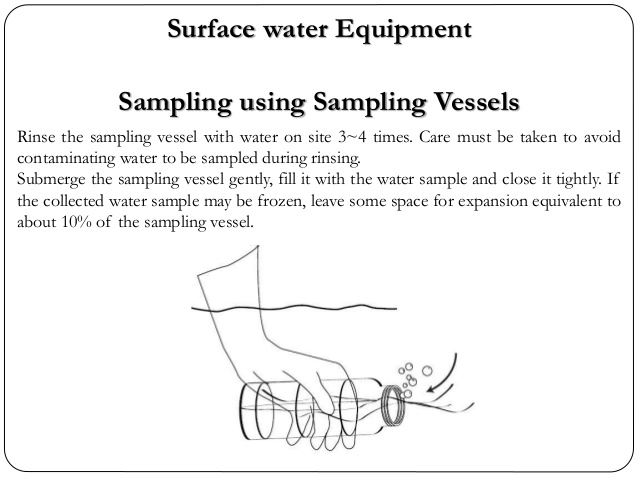 Surface water Equipment
Sampling using Sampling Vessels
Rinse the sampling vessel with water on site 3~4 times. Care must be taken to avoid
contaminating water to be sampled during rinsing.
Submerge the sampling vessel gently, fill it with the water sample and close it tightly. If
the collected water sample may be frozen, leave some space for expansion equivalent to
about 10% of the sampling vessel.